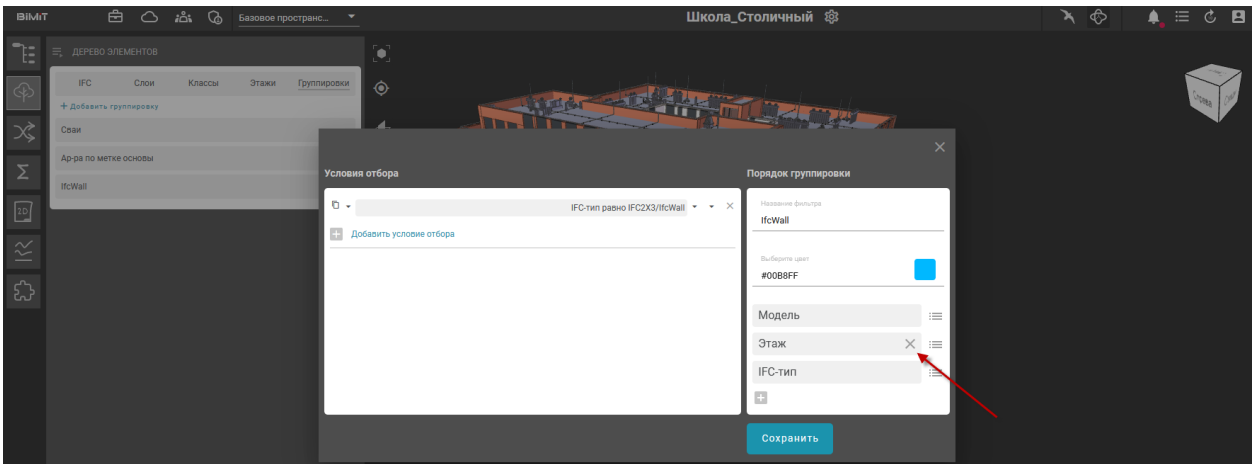 BIMIT
Базовое пространс...
Школа_Столичный
ДЕРЕВО ЭЛЕМЕНТОВ
IFC Слои Классы Этажи Группировки
+ Добавить группировку
Сваи
Ар-ра по метке основы
IfcWall
Условия отбора
IFC-тип равно IFC2X3/IfcWall
Добавить условие отбора
Порядок группировки
Название фильтра
IfcWall
Выберите цвет
#00B8FF
Модель
Этаж
IFC-тип
Сохранить
2D
Справа